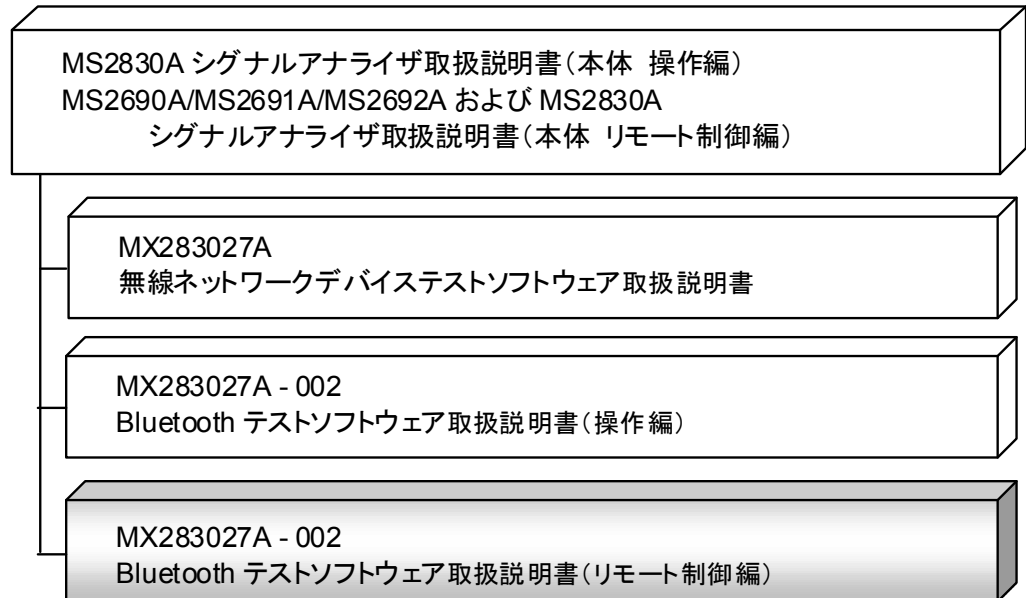 MS2830A シグナルアナライザ取扱説明書（本体 操作編）
MS2690A/MS2691A/MS2692A および MS2830A
シグナルアナライザ取扱説明書（本体 リモート制御編）
MX283027A
無線ネットワークデバイステストソフトウェア取扱説明書
MX283027A - 002
Bluetooth テストソフトウェア取扱説明書（操作編）
MX283027A - 002
Bluetooth テストソフトウェア取扱説明書（リモート制御編）